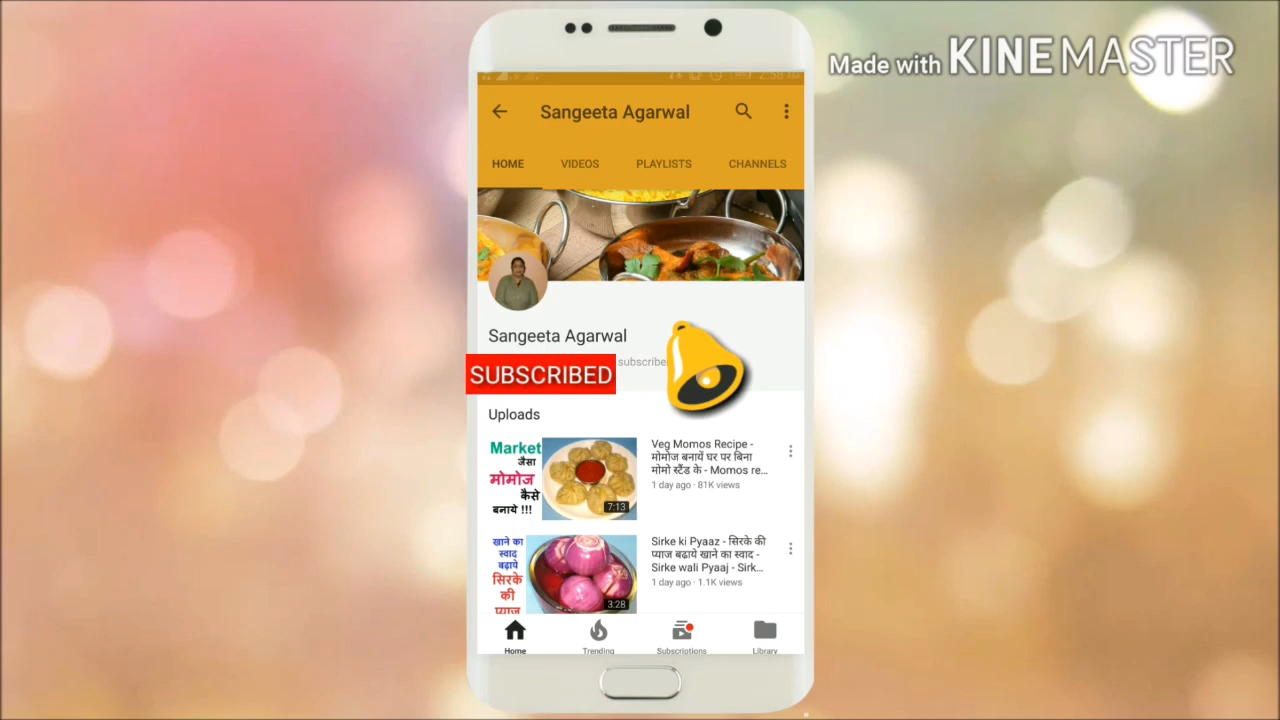 Made with KINEMASTER
Sangeeta Agarwal
HOME VIDEOS PLAYLISTS CHANNELS
Sangeeta Agarwal
SUBSCRIBED
Uploads
Market
जैसा
मोमोज
कैसे
बनाये !!!
7:13
Veg Momos Recipe -
मोमोज बनायें घर पर बिना
मोमो स्टैंड के - Momos re...
1 day ago · 81K views
खाने का
स्वाद
बढ़ाये
सिरके
की
प्याज
3:28
Sirke ki Pyaaz - सिरके की
प्याज बढाये खाने का स्वाद -
Sirke wali Pyaaj - Sirk...
1 day ago · 1.1K views
Home Trending Subscriptions Library